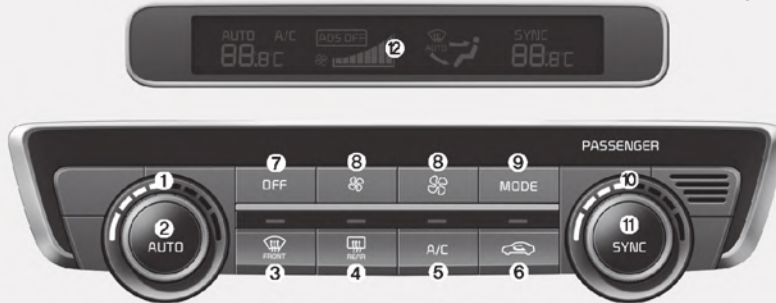 AUTO A/C ADS OFF ⑫ AUTO SYNC
88.8°C 88.8°C
PASSENGER
① ⑦ ⑧ ⑧ ⑨ ⑩
OFF MODE
② ⑪
AUTO SYNC
FRONT REAR A/C
③ ④ ⑤ ⑥